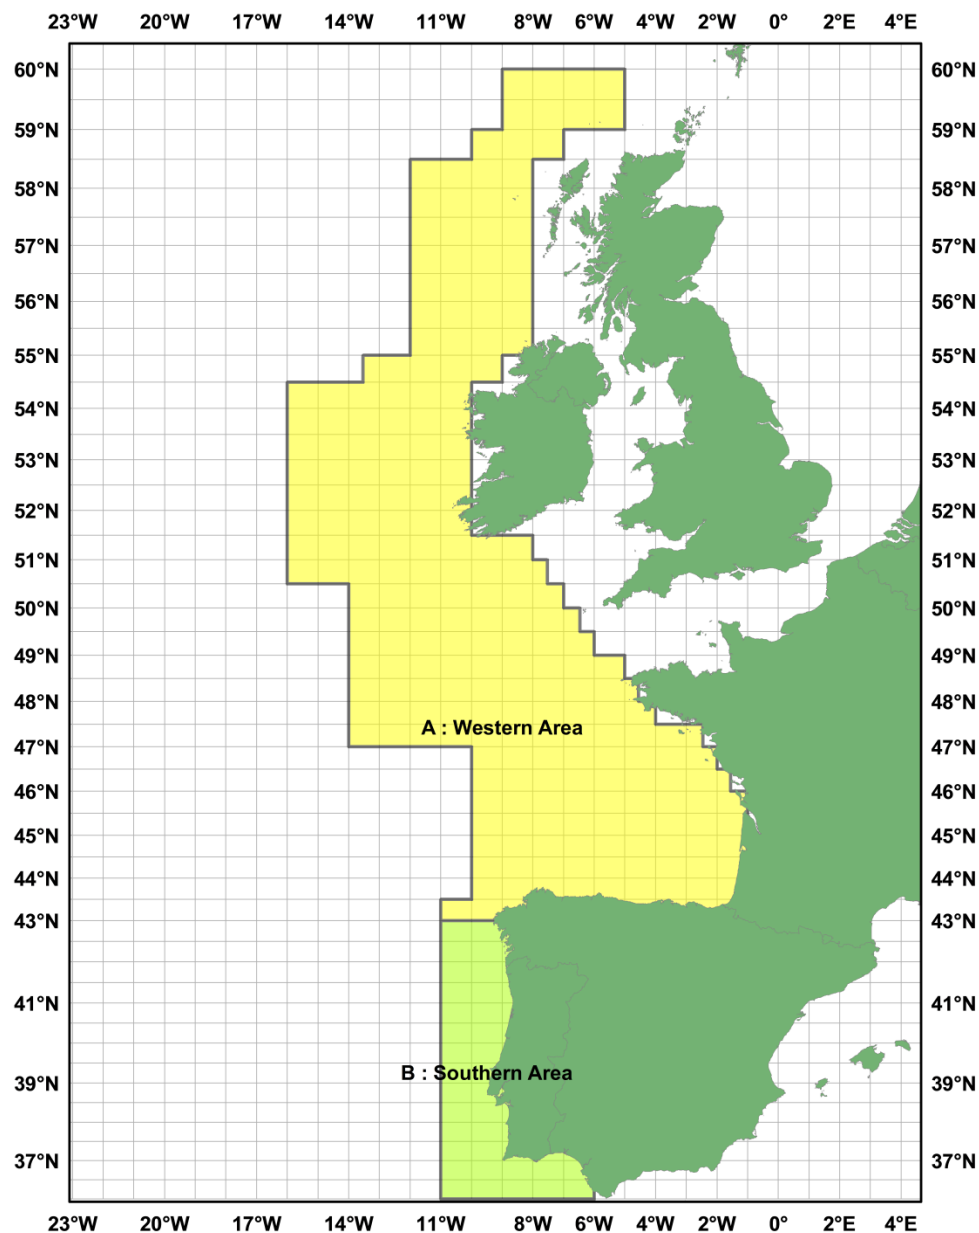 23°W 20°W 17°W 14°W 11°W 8°W 6°W 4°W 2°W 0° 2°E 4°E
60°N 60°N
59°N 59°N
58°N 58°N
57°N 57°N
56°N 56°N
55°N 55°N
54°N 54°N
53°N 53°N
52°N 52°N
51°N 51°N
50°N 50°N
49°N 49°N
48°N 48°N
A : Western Area
47°N 47°N
46°N 46°N
45°N 45°N
44°N 44°N
43°N 43°N
41°N 41°N
B : Southern Area
39°N 39°N
37°N 37°N
23°W 20°W 17°W 14°W 11°W 8°W 6°W 4°W 2°W 0° 2°E 4°E